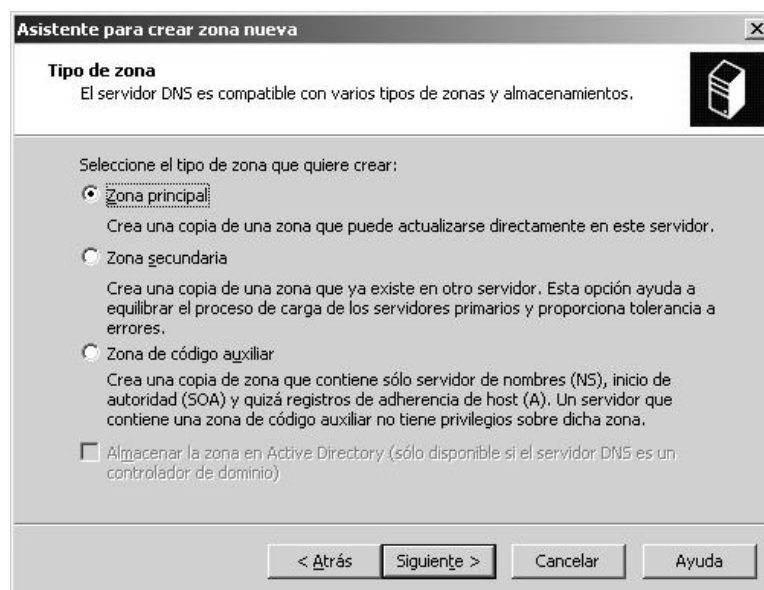 Asistente para crear zona nueva
Tipo de zona
El servidor DNS es compatible con varios tipos de zonas y almacenamientos.
Seleccione el tipo de zona que quiere crear:
Zona principal
Crea una copia de una zona que puede actualizarse directamente en este servidor.
Zona secundaria
Crea una copia de una zona que ya existe en otro servidor. Esta opción ayuda a
equilibrar el proceso de carga de los servidores primarios y proporciona tolerancia a
errores.
Zona de código auxiliar
Crea una copia de zona que contiene sólo servidor de nombres (NS), inicio de
autoridad (SOA) y quizá registros de adherencia de host (A). Un servidor que
contiene una zona de código auxiliar no tiene privilegios sobre dicha zona.
Almacenar la zona en Active Directory (sólo disponible si el servidor DNS es un
controlador de dominio)
< Atrás Siguiente > Cancelar Ayuda